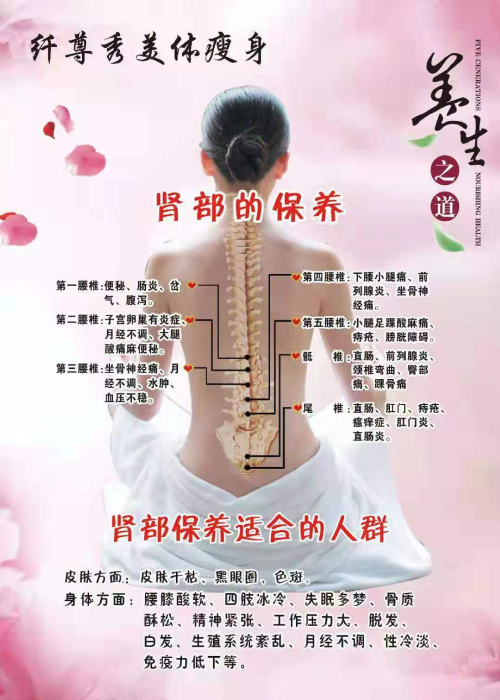 纤尊秀美体瘦身
养生之道
FIVE GENERATIONS NOURISHING HEALTH
肾部的保养
第一腰椎:便秘、肠炎、岔
气、腹泻。
第二腰椎:子宫卵巢有炎症、
月经不调、大腿
酸痛麻便秘。
第三腰椎:坐骨神经痛、月
经不调、水肿、
血压不稳。
第四腰椎:下腰小腿痛、前
列腺炎、坐骨神
经痛。
第五腰椎:小腿足踝酸麻痛、
痔疮、膀胱障碍。
骶 椎:直肠、前列腺炎、
颈椎弯曲、臀部
痛、踝骨痛
尾 椎:直肠、肛门、痔疮、
瘙痒症、肛门炎、
直肠炎。
肾部保养适合的人群
皮肤方面:皮肤干枯、黑眼圈、色斑。
身体方面:腰膝酸软、四肢冰冷、失眠多梦、骨质
酥松、精神紧张、工作压力大、脱发、
白发、生殖系统紊乱、月经不调、性冷淡、
免疫力低下等。